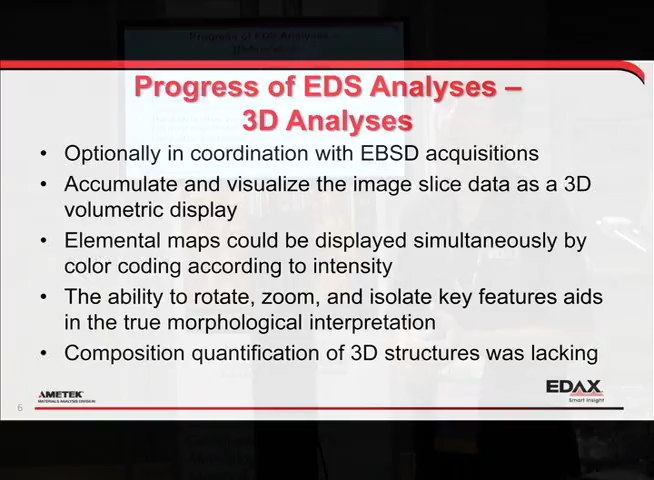 Progress of EDS Analyses –
3D Analyses
• Optionally in coordination with EBSD acquisitions
• Accumulate and visualize the image slice data as a 3D
volumetric display
• Elemental maps could be displayed simultaneously by
color coding according to intensity
• The ability to rotate, zoom, and isolate key features aids
in the true morphological interpretation
• Composition quantification of 3D structures was lacking
AMETEK
MATERIALS ANALYSIS DIVISION
EDAX
Smart Insight
6